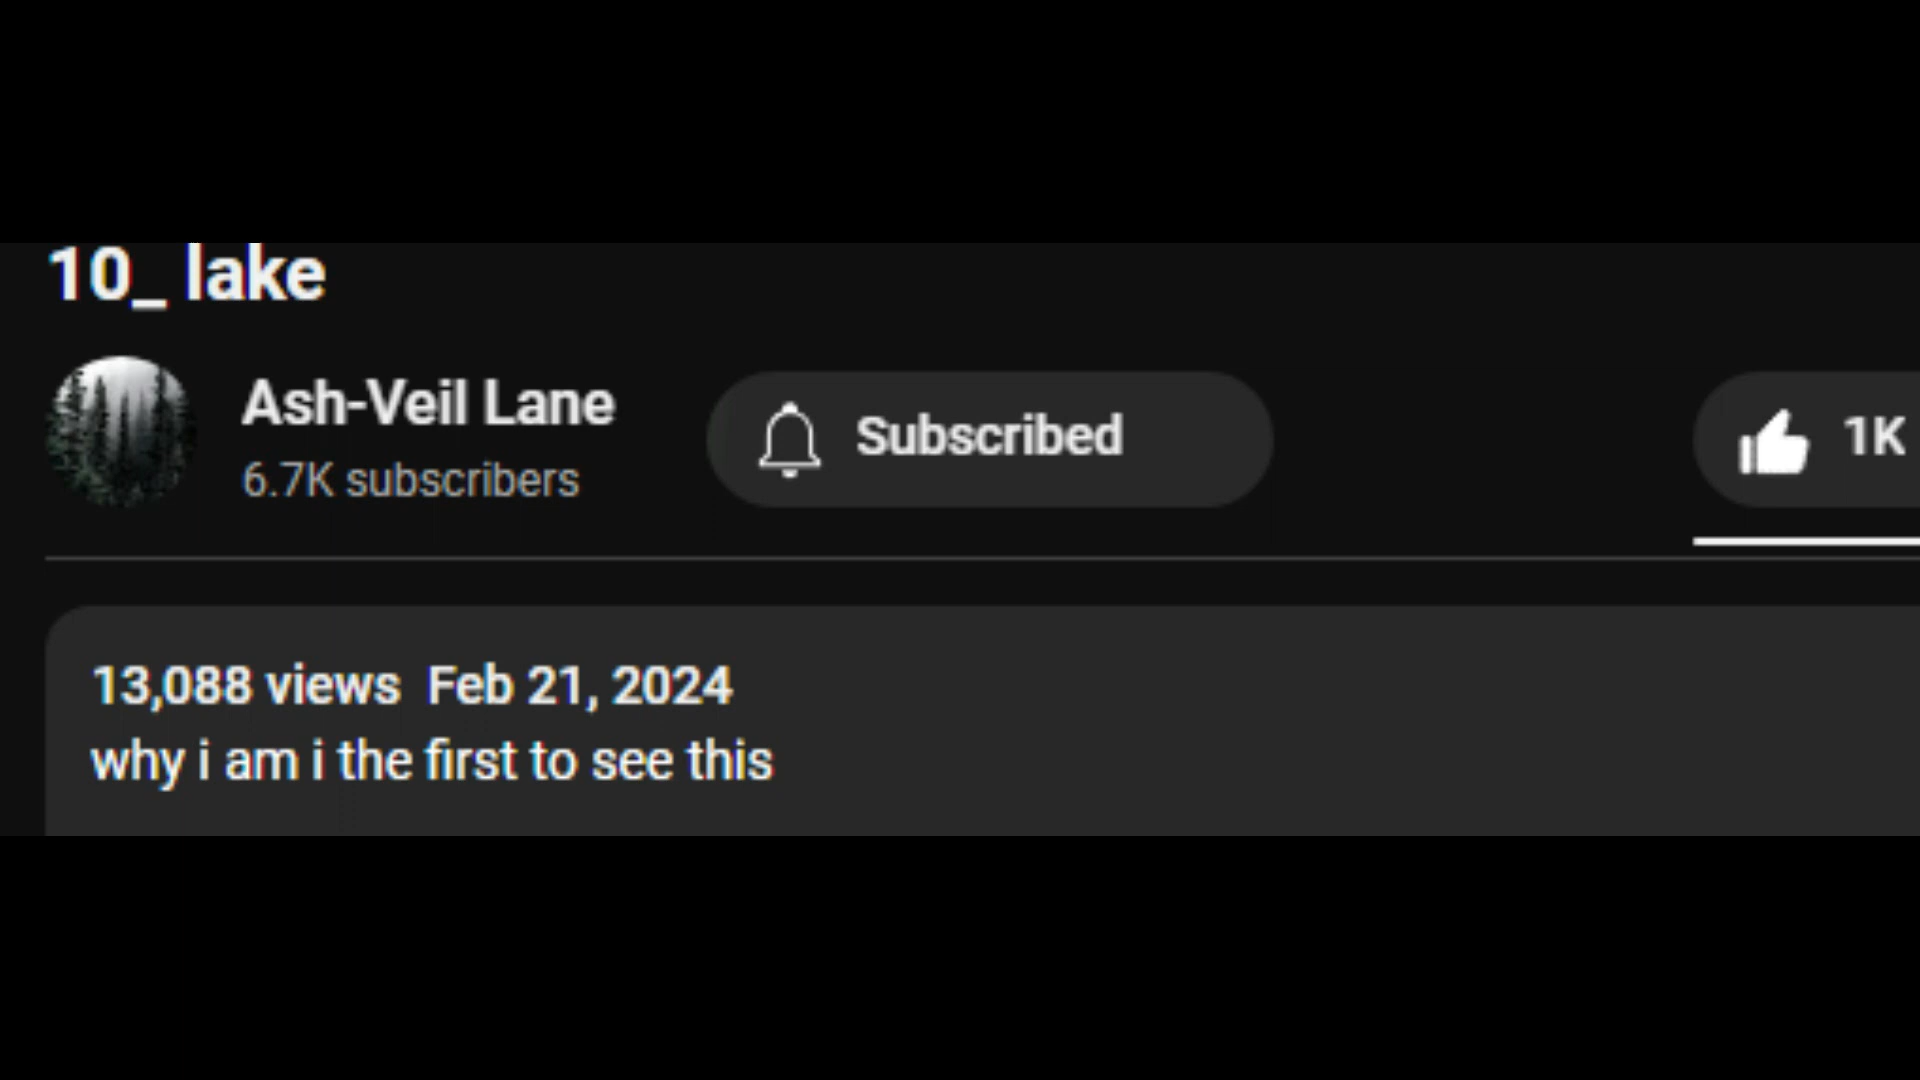 10_ lake
Ash-Veil Lane
Subscribed
1K
6.7K subscribers
13,088 views Feb 21, 2024
why i am i the first to see this